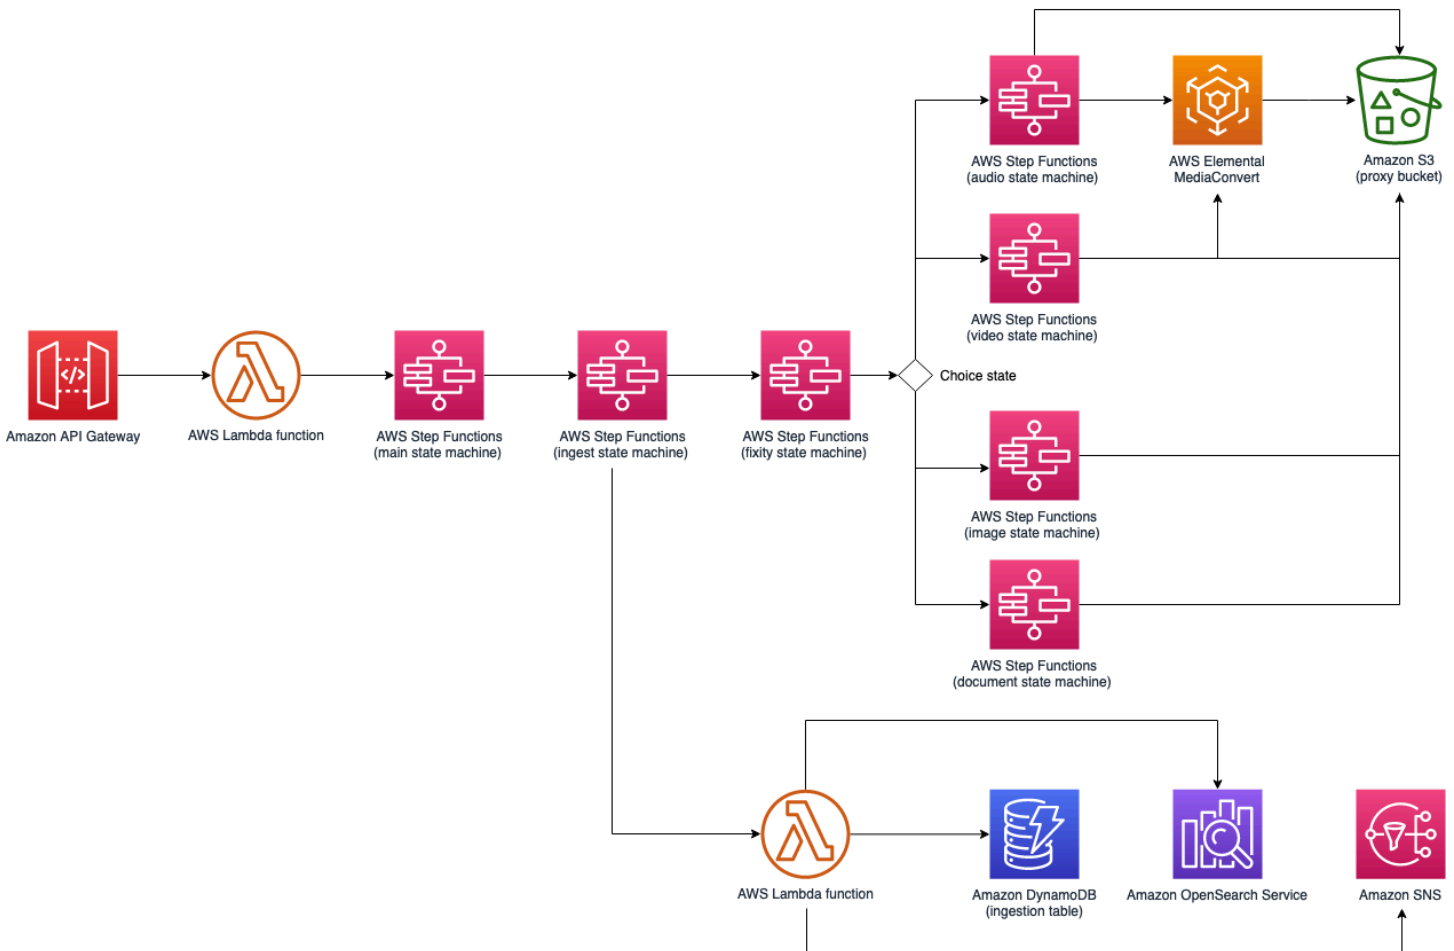 AWS Step Functions
(audio state machine)
AWS Elemental
MediaConvert
Amazon S3
(proxy bucket)
AWS Step Functions
(video state machine)
</>
Amazon API Gateway
AWS Lambda function
AWS Step Functions
(main state machine)
AWS Step Functions
(ingest state machine)
AWS Step Functions
(fixity state machine)
Choice state
AWS Step Functions
(image state machine)
AWS Step Functions
(document state machine)
AWS Lambda function
Amazon DynamoDB
(ingestion table)
Amazon OpenSearch Service
Amazon SNS